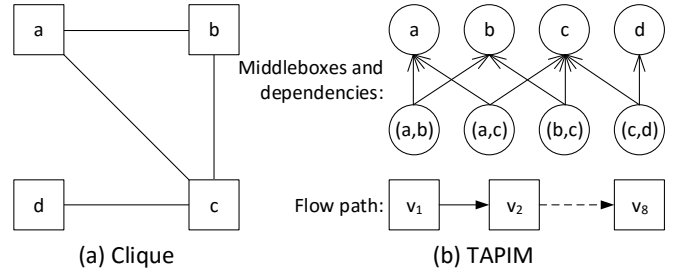 a b
d c
(a) Clique
a b c d
Middleboxes and
dependencies:
(a,b) (a,c) (b,c) (c,d)
Flow path: v₁ v₂ v₈
(b) TAPIM